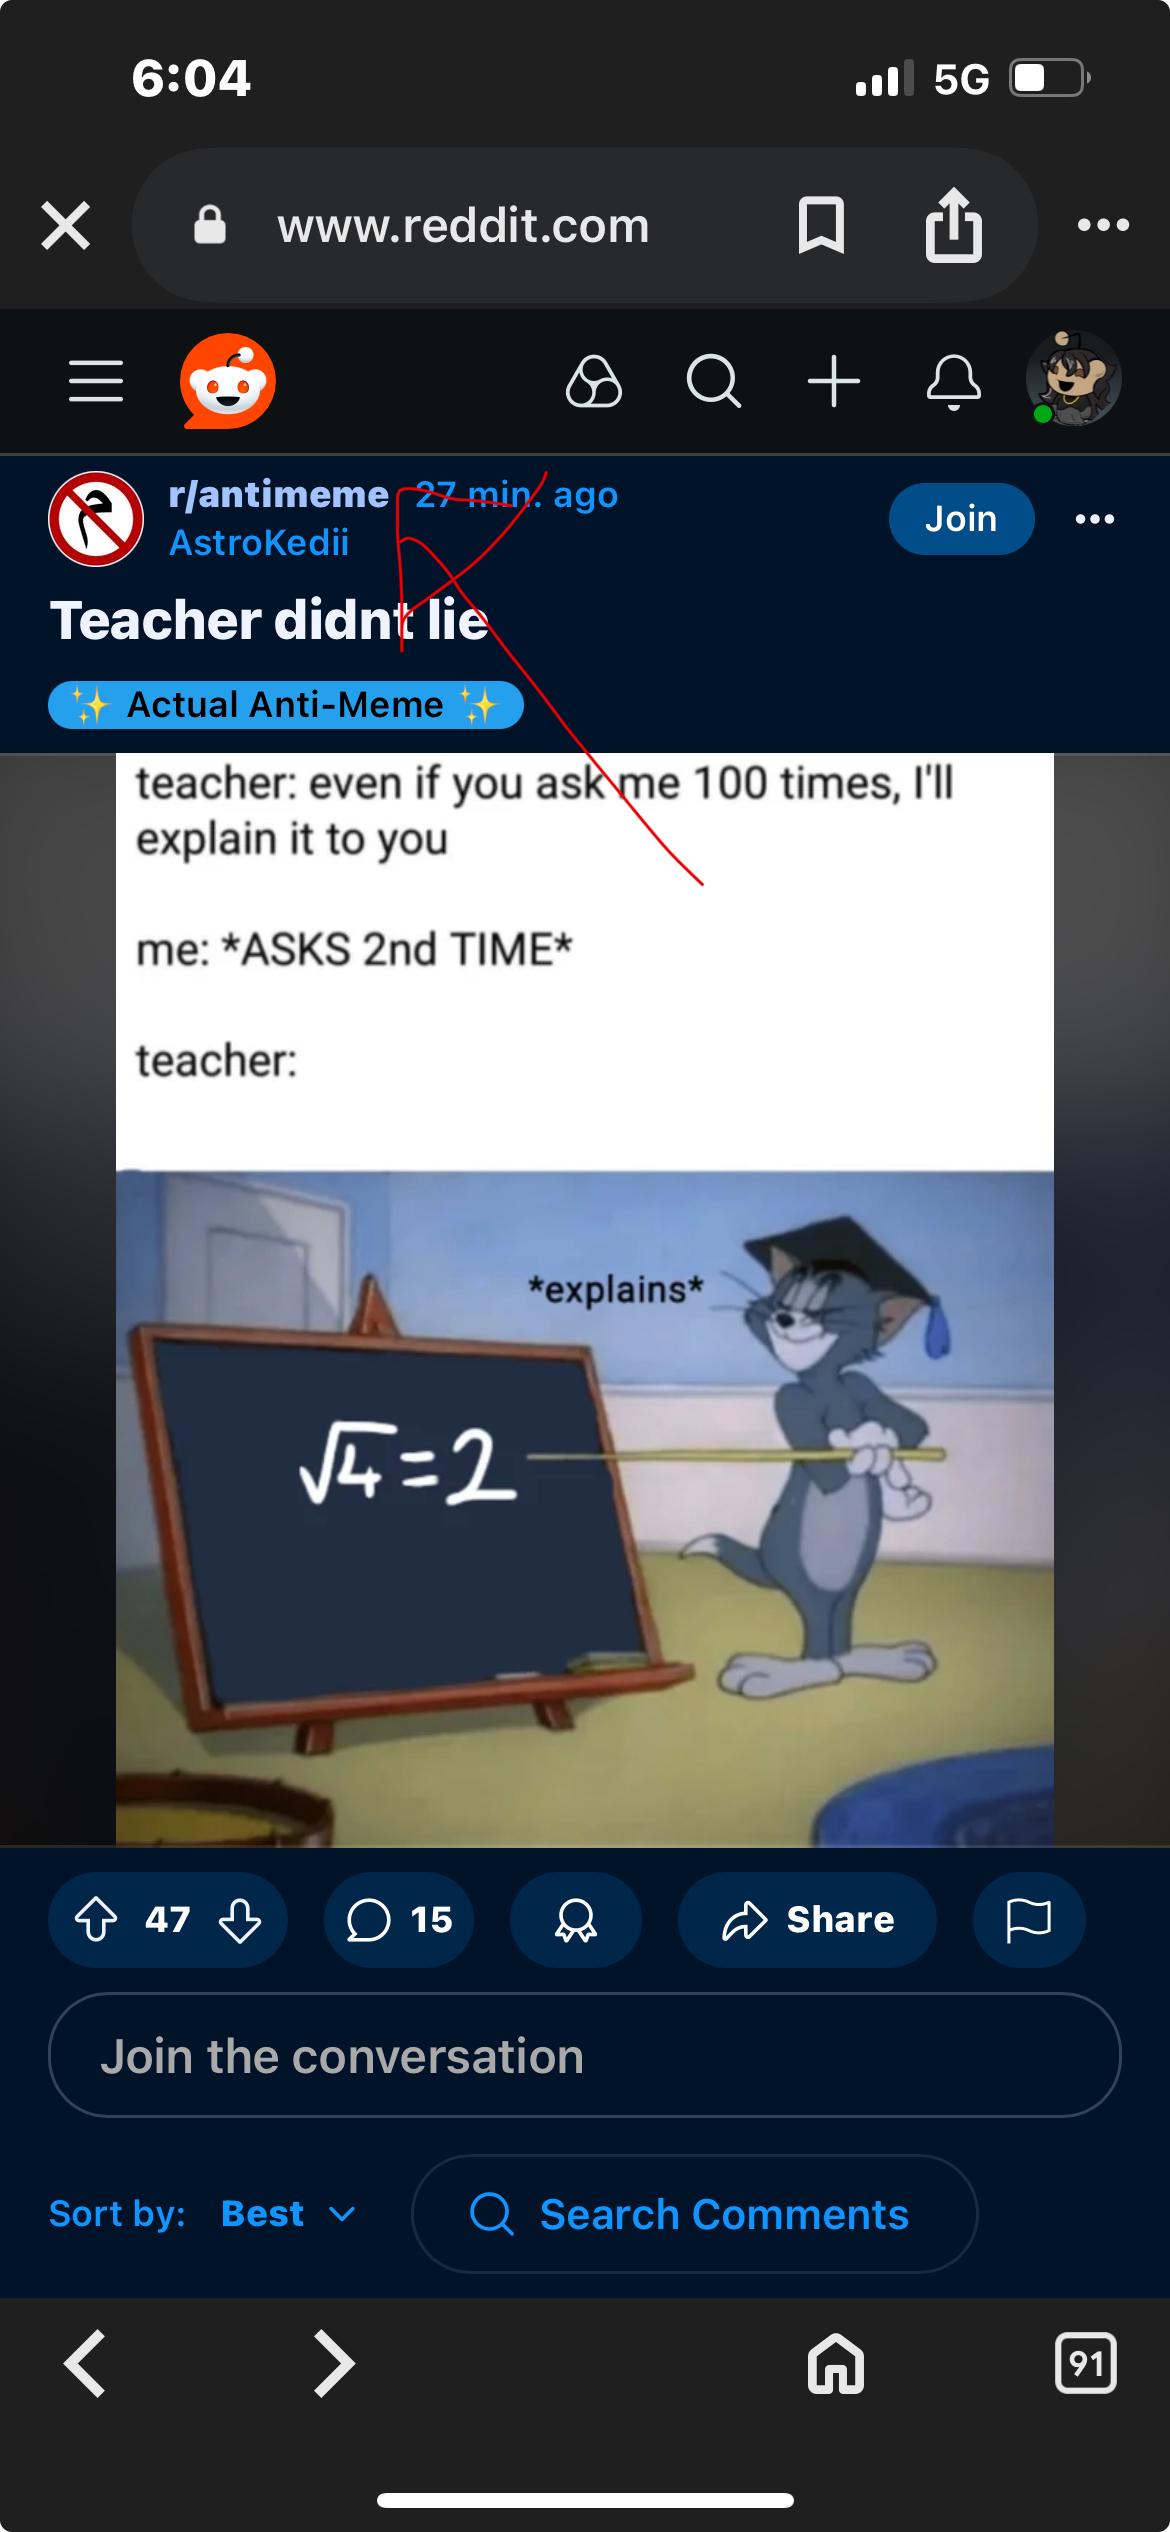 6:04
5G
www.reddit.com
r/antimeme 27 min. ago
AstroKedii
Join
Teacher didnt lie
✨ Actual Anti-Meme ✨
teacher: even if you ask me 100 times, I'll
explain it to you
me: *ASKS 2nd TIME*
teacher:
*explains*
√4=2
47
15
Share
Join the conversation
Sort by: Best
Search Comments
91